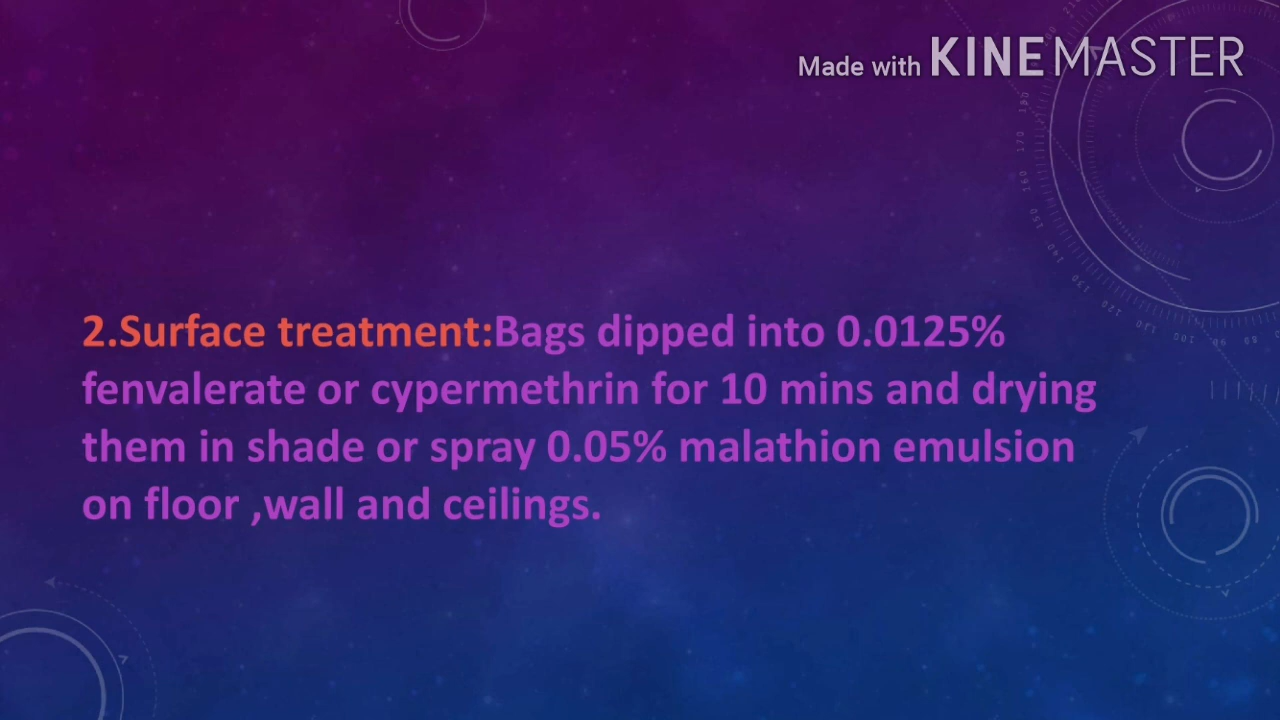 Made with KINEMASTER
2.Surface treatment:Bags dipped into 0.0125%
fenvalerate or cypermethrin for 10 mins and drying
them in shade or spray 0.05% malathion emulsion
on floor ,wall and ceilings.